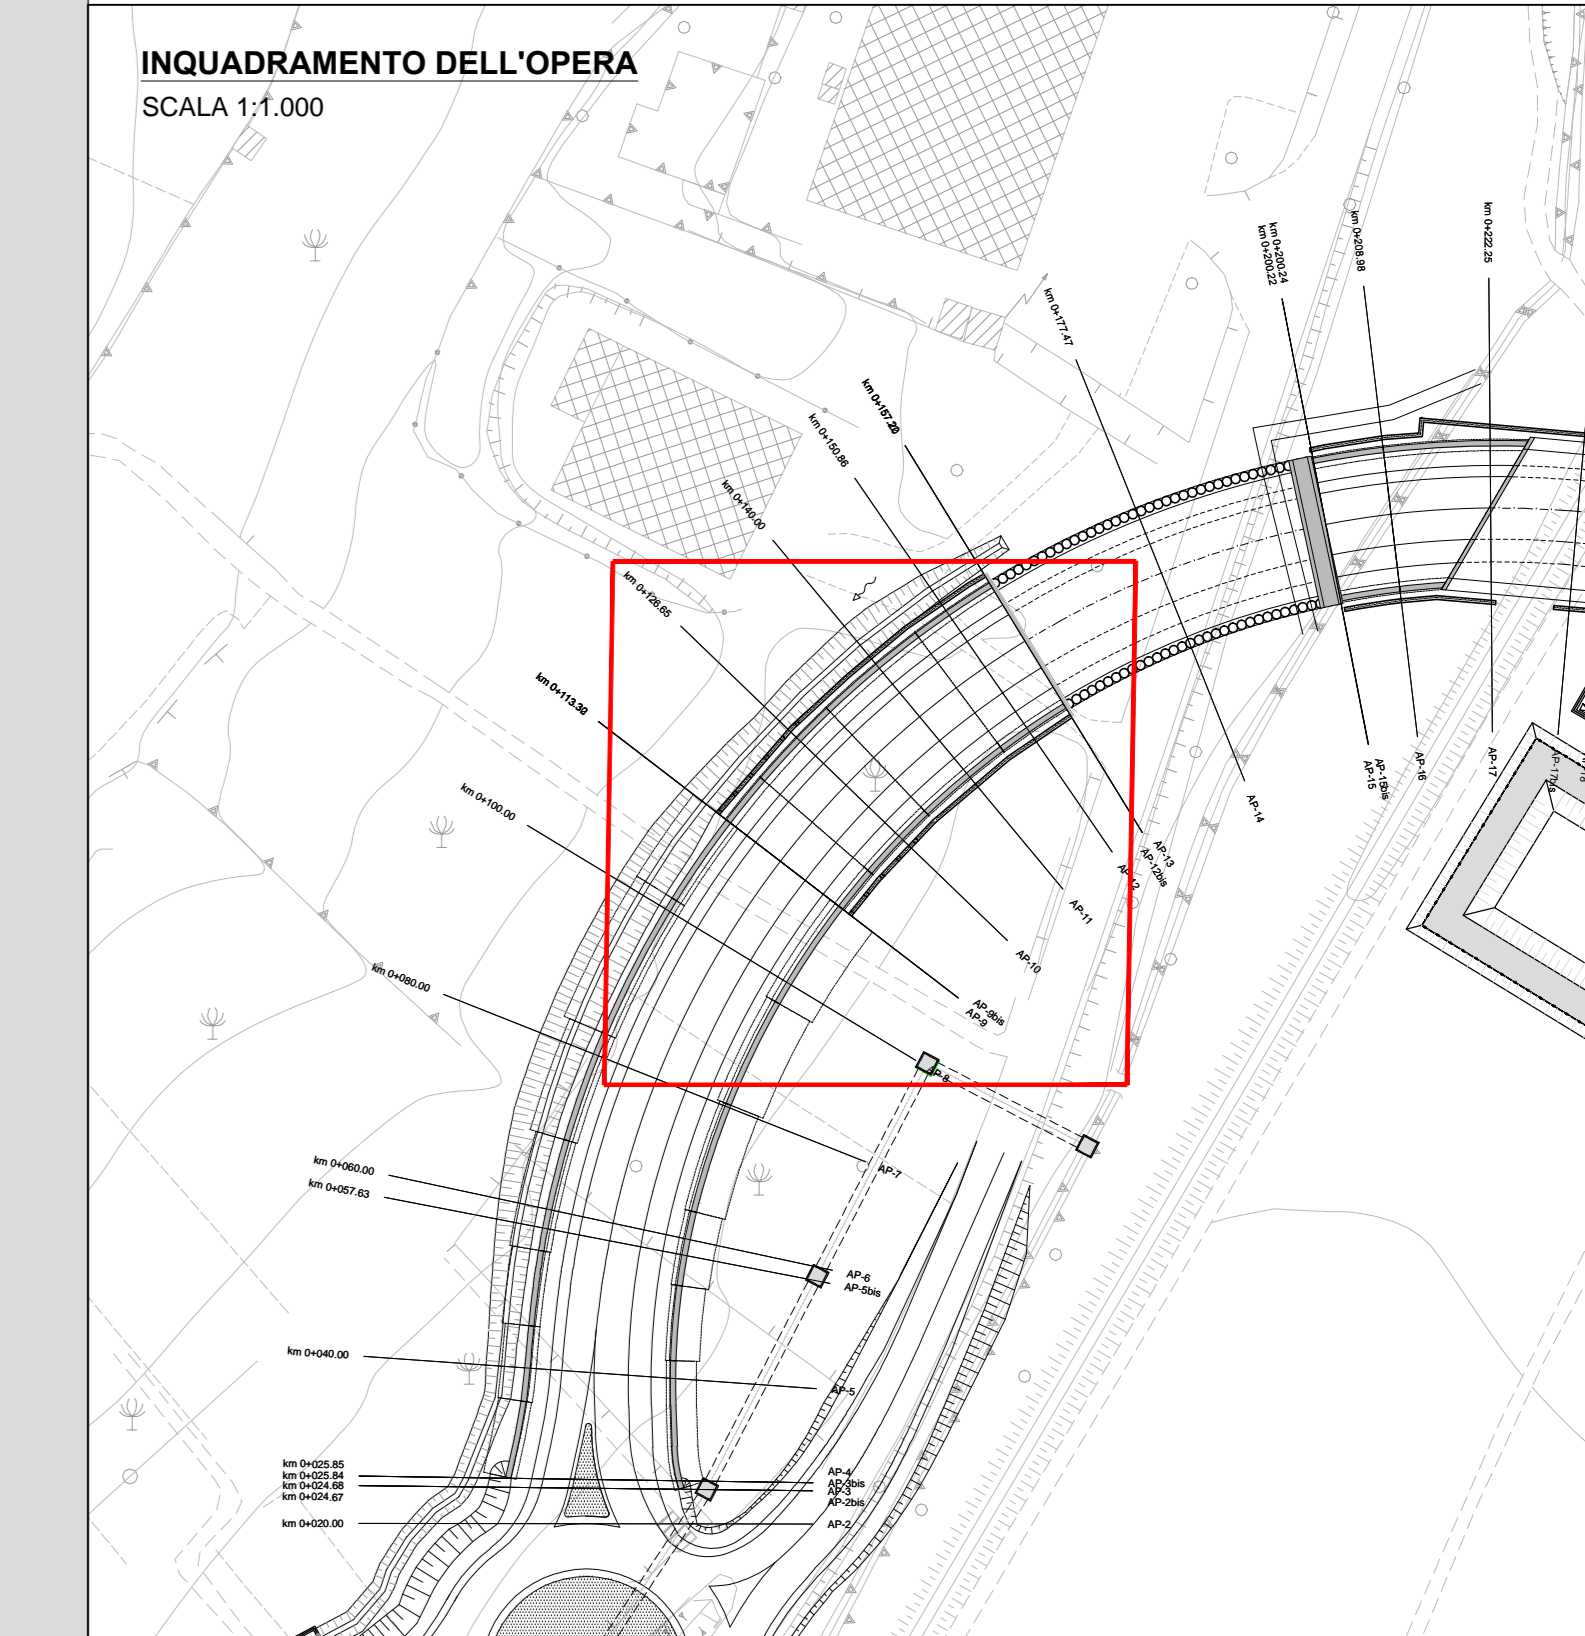 INQUADRAMENTO DELL'OPERA
SCALA 1:1.000
km 0+222.25
km 0+208.98
km 0+200.24
km 0+200.22
km 0+177.47
km 0+150.86
km 0+140.00
km 0+126.65
km 0+100.00
km 0+080.00
km 0+060.00
km 0+057.63
km 0+040.00
km 0+025.85
km 0+025.84
km 0+024.68
km 0+024.67
km 0+020.00
AP-17bis
AP-17
AP-16
AP-15bis
AP-15
AP-14
AP-13
AP-12bis
AP-12
AP-11
AP-10
AP-9bis
AP-9
AP-8
AP-7
AP-6
AP-5bis
AP-5
AP-4
AP-3bis
AP-3
AP-2bis
AP-2